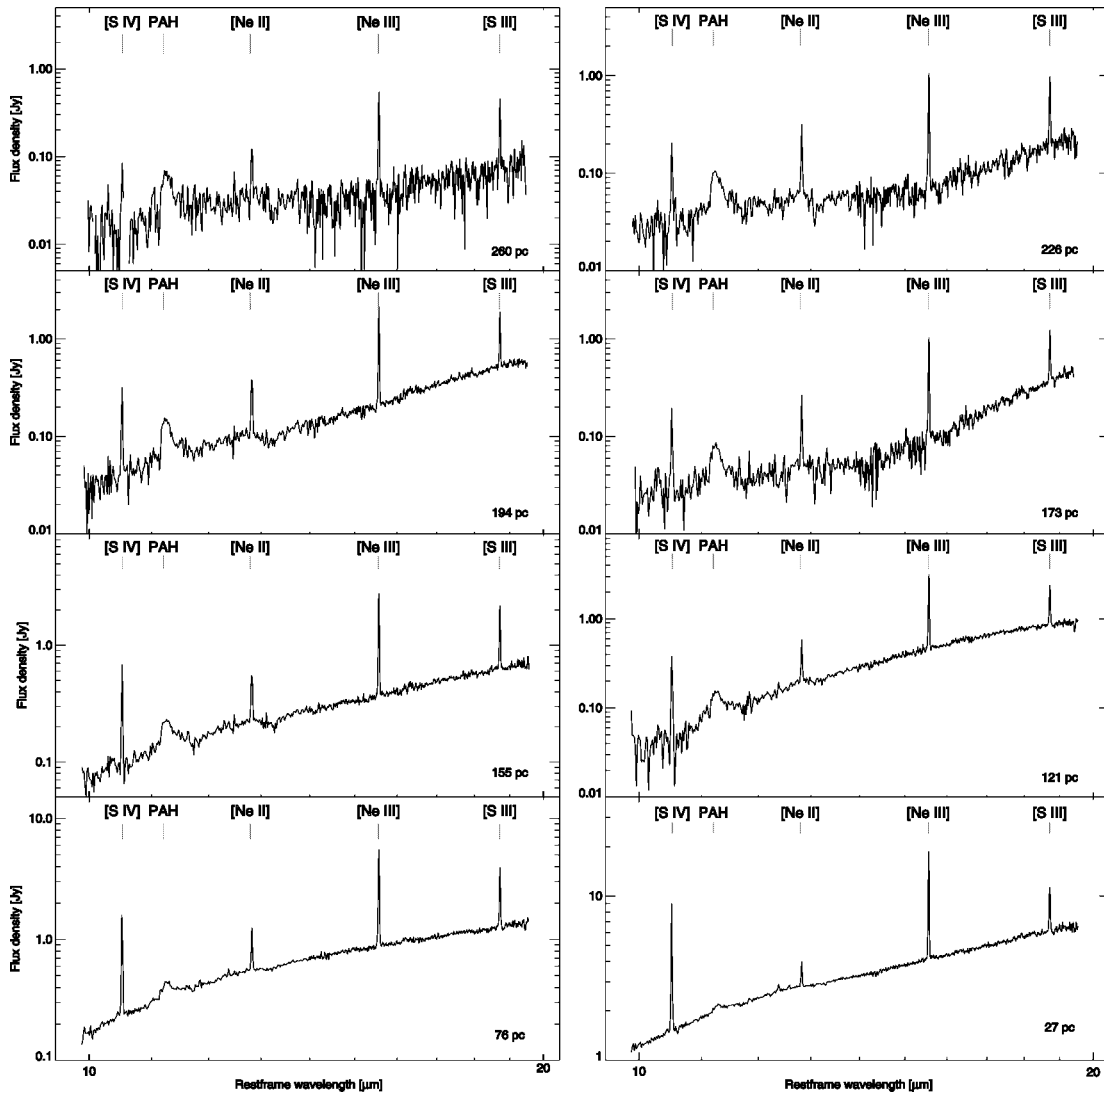 [S IV] PAH [Ne II] [Ne III] [S III]
Flux density [Jy]
1.00
0.10
0.01
260 pc
[S IV] PAH [Ne II] [Ne III] [S III]
1.00
0.10
0.01
226 pc
[S IV] PAH [Ne II] [Ne III] [S III]
Flux density [Jy]
1.00
0.10
0.01
194 pc
[S IV] PAH [Ne II] [Ne III] [S III]
1.00
0.10
0.01
173 pc
[S IV] PAH [Ne II] [Ne III] [S III]
Flux density [Jy]
1.0
0.1
155 pc
[S IV] PAH [Ne II] [Ne III] [S III]
1.00
0.10
0.01
121 pc
[S IV] PAH [Ne II] [Ne III] [S III]
Flux density [Jy]
10.0
1.0
0.1
76 pc
10 20
Restframe wavelength [μm]
[S IV] PAH [Ne II] [Ne III] [S III]
10
1
27 pc
10 20
Restframe wavelength [μm]